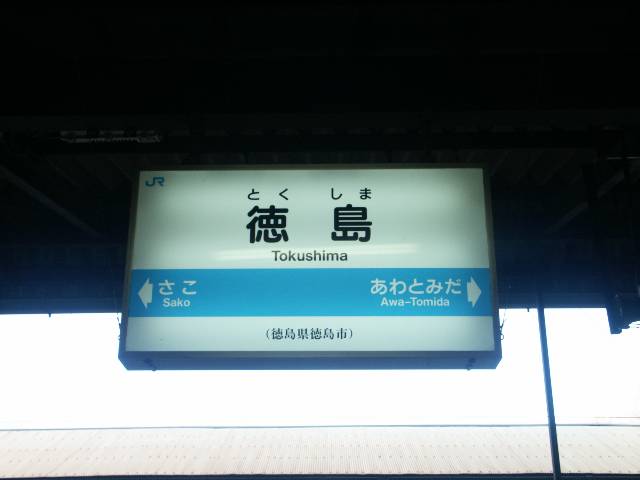 JR
とくしま
徳島
Tokushima
さこ あわとみだ
Sako Awa-Tomida
(徳島県徳島市)